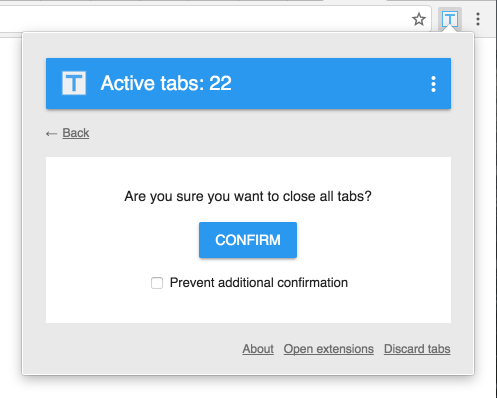 T
T Active tabs: 22
← Back
Are you sure you want to close all tabs?
CONFIRM
Prevent additional confirmation
About Open extensions Discard tabs